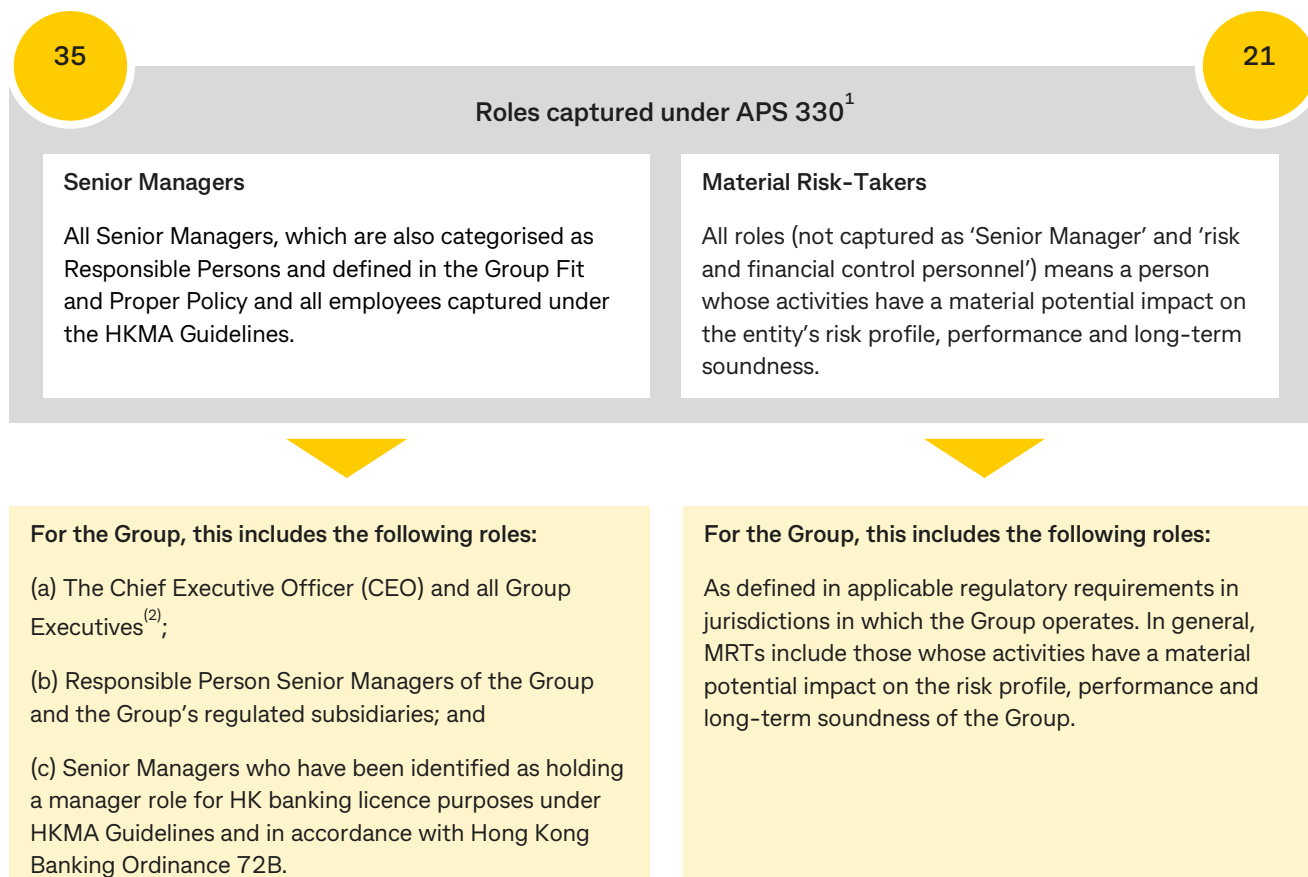 35
21
Roles captured under APS 330¹
Senior Managers
All Senior Managers, which are also categorised as
Responsible Persons and defined in the Group Fit
and Proper Policy and all employees captured under
the HKMA Guidelines.
Material Risk-Takers
All roles (not captured as ‘Senior Manager’ and ‘risk
and financial control personnel’) means a person
whose activities have a material potential impact on
the entity’s risk profile, performance and long-term
soundness.
For the Group, this includes the following roles:
(a) The Chief Executive Officer (CEO) and all Group
Executives⁽²⁾;
(b) Responsible Person Senior Managers of the Group
and the Group’s regulated subsidiaries; and
(c) Senior Managers who have been identified as holding
a manager role for HK banking licence purposes under
HKMA Guidelines and in accordance with Hong Kong
Banking Ordinance 72B.
For the Group, this includes the following roles:
As defined in applicable regulatory requirements in
jurisdictions in which the Group operates. In general,
MRTs include those whose activities have a material
potential impact on the risk profile, performance and
long-term soundness of the Group.